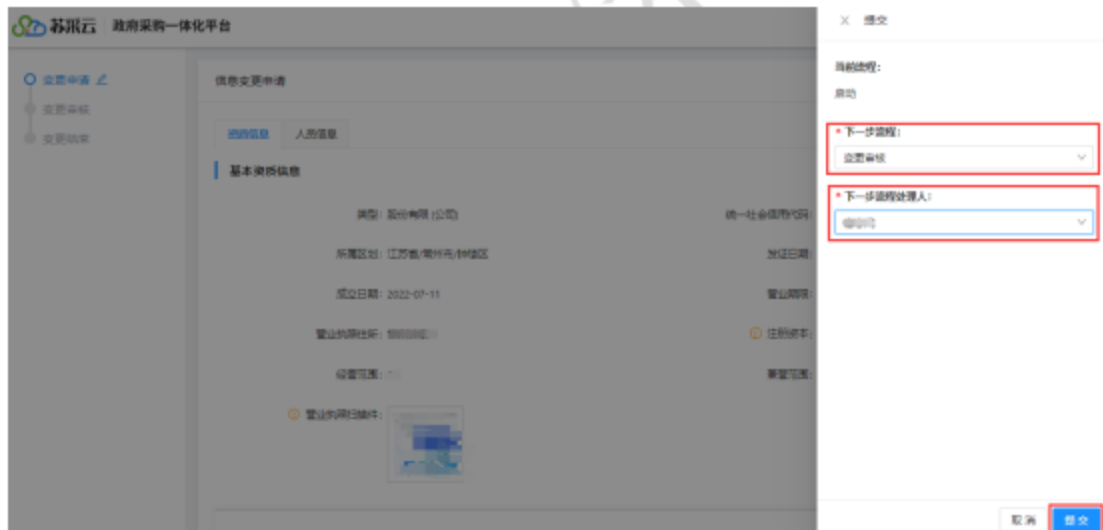 苏采云 政府采购一体化平台
变更申请
变更审核
变更结束
信息变更申请
资质信息 人员信息
基本资质信息
类型: 股份有限 (公司)
统一社会信用代码:
所属区划: 江苏省/常州市/钟楼区
发证日期:
成立日期: 2022-07-11
营业期限:
营业执照住所:
注册资本:
经营范围:
兼营范围:
营业执照扫描件:
× 提交
当前流程:
启动
* 下一步流程:
变更审核
* 下一步流程处理人:
取消 提交